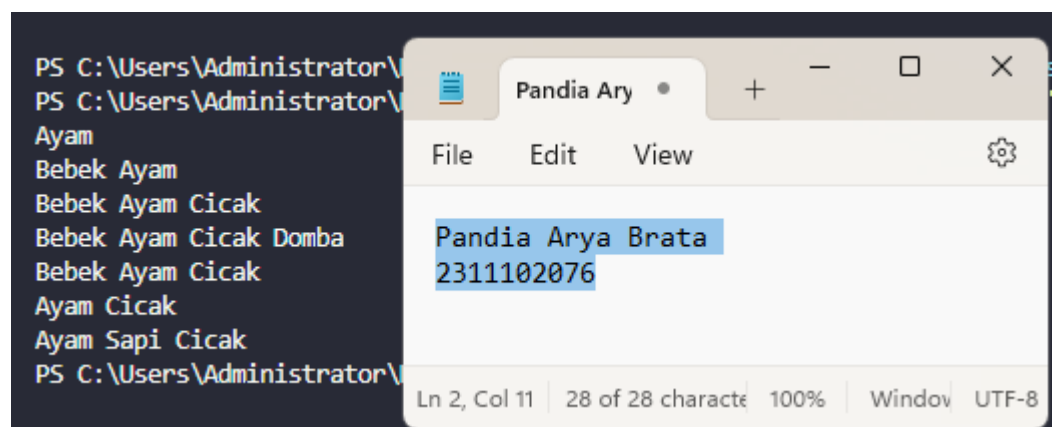 PS C:\Users\Administrator\
PS C:\Users\Administrator\
Ayam
Bebek Ayam
Bebek Ayam Cicak
Bebek Ayam Cicak Domba
Bebek Ayam Cicak
Ayam Cicak
Ayam Sapi Cicak
PS C:\Users\Administrator\
Pandia Ary
File Edit View
Pandia Arya Brata
2311102076
Ln 2, Col 11 28 of 28 characte 100% Window UTF-8